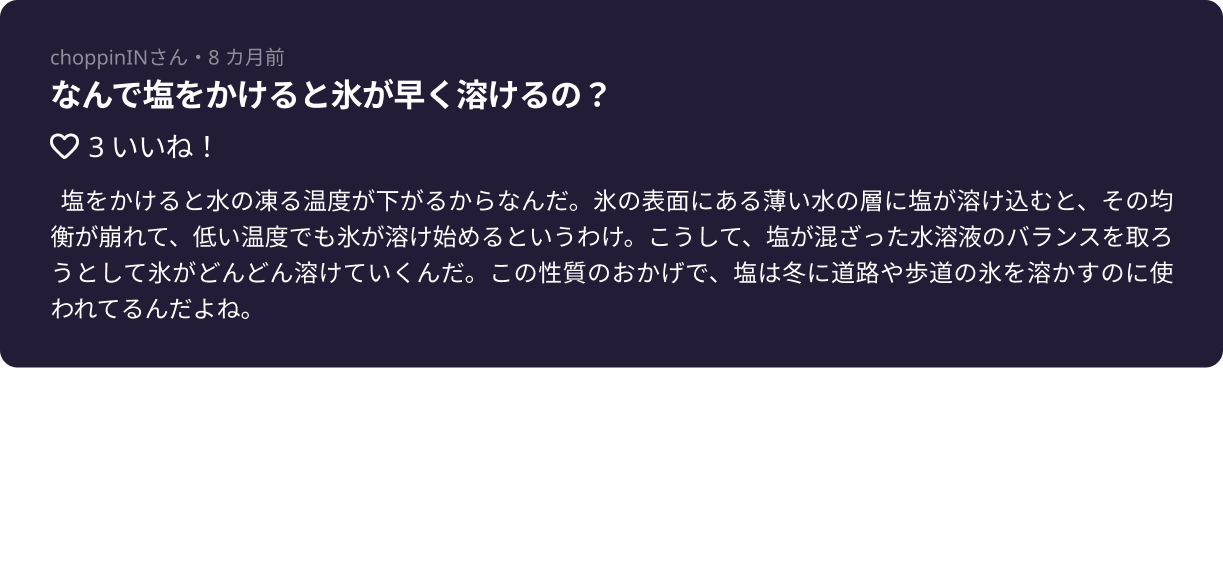 choppinINさん・8 カ月前
なんで塩をかけると氷が早く溶けるの？
3 いいね！
塩をかけると水の凍る温度が下がるからなんだ。氷の表面にある薄い水の層に塩が溶け込むと、その均
衡が崩れて、低い温度でも氷が溶け始めるというわけ。こうして、塩が混ざった水溶液のバランスを取ろ
うとして氷がどんどん溶けていくんだ。この性質のおかげで、塩は冬に道路や歩道の氷を溶かすのに使
われてるんだよね。